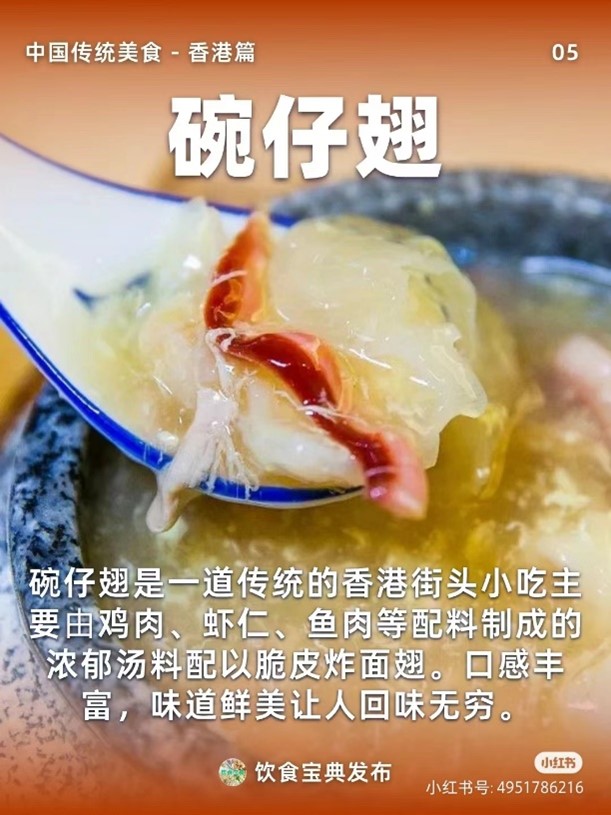 中国传统美食 - 香港篇
05
碗仔翅
碗仔翅是一道传统的香港街头小吃主
要由鸡肉、虾仁、鱼肉等配料制成的
浓郁汤料配以脆皮炸面翅。口感丰
富，味道鲜美让人回味无穷。
饮食宝典发布
小红书
小红书号: 4951786216